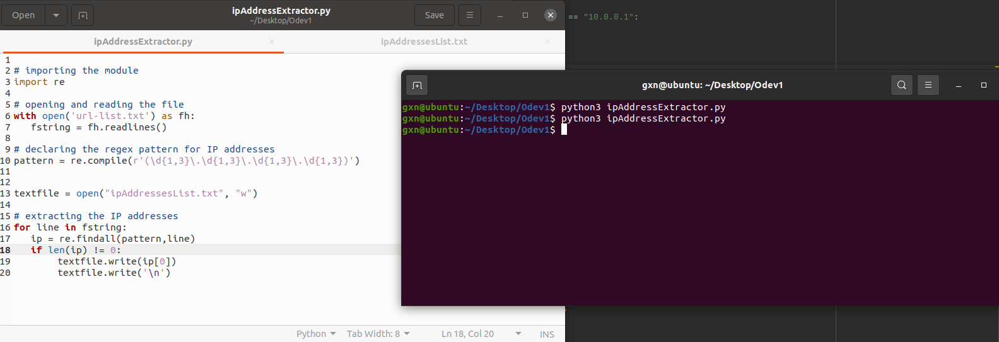 Open
ipAddressExtractor.py
~/Desktop/Odev1
Save
ipAddressExtractor.py
ipAddressesList.txt
1
2 # importing the module
3 import re
4
5 # opening and reading the file
6 with open('url-list.txt') as fh:
7    fstring = fh.readlines()
8
9 # declaring the regex pattern for IP addresses
10 pattern = re.compile(r'(\d{1,3}\.\d{1,3}\.\d{1,3}\.\d{1,3})')
11
12
13 textfile = open("ipAddressesList.txt", "w")
14
15 # extracting the IP addresses
16 for line in fstring:
17    ip = re.findall(pattern,line)
18    if len(ip) != 0:
19         textfile.write(ip[0])
20         textfile.write('\n')
Python Tab Width: 8 Ln 18, Col 20 INS
== "10.0.0.1":
gxn@ubuntu: ~/Desktop/Odev1
gxn@ubuntu:~/Desktop/Odev1$ python3 ipAddressExtractor.py
gxn@ubuntu:~/Desktop/Odev1$ python3 ipAddressExtractor.py
gxn@ubuntu:~/Desktop/Odev1$